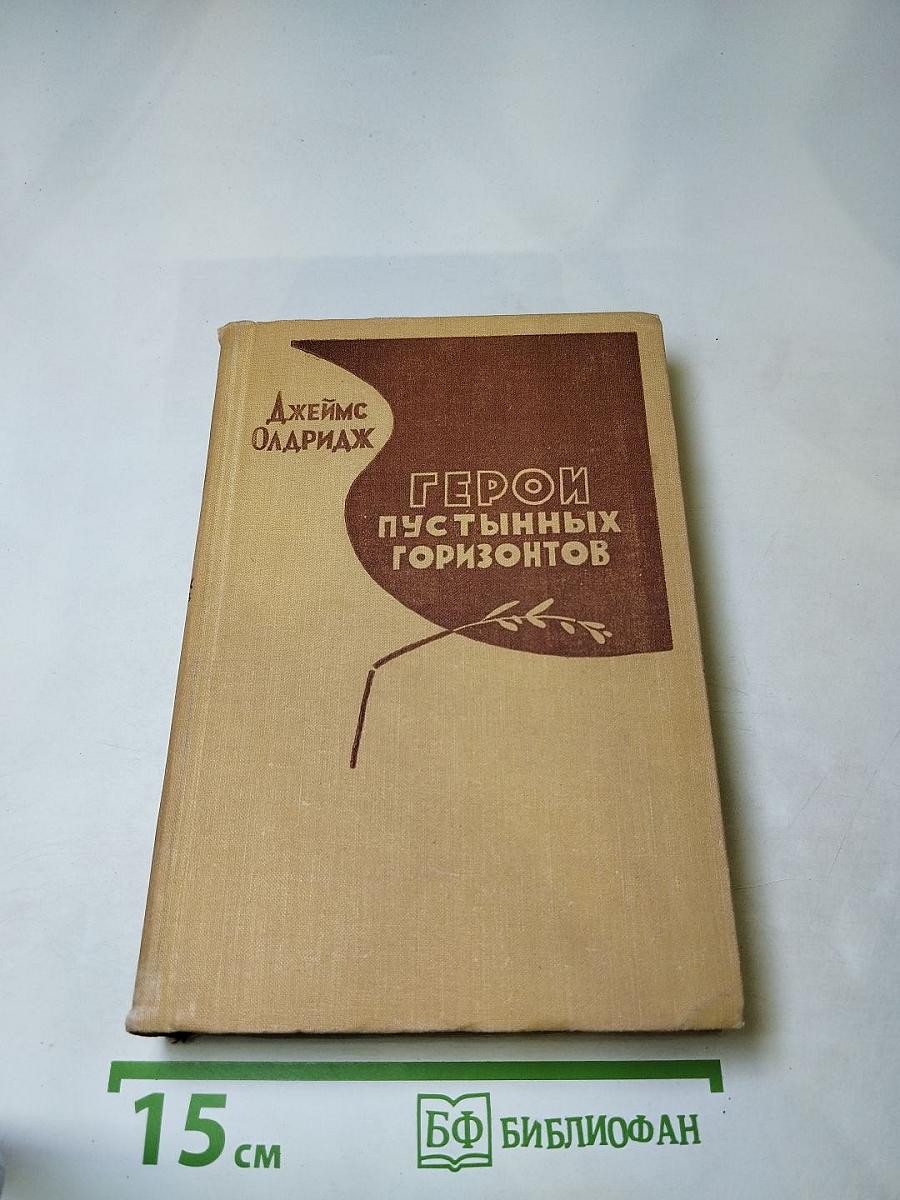 Джеймс
Олдридж
ГЕРОИ
ПУСТЫННЫХ
ГОРИЗОНТОВ
15 см
БФ БИБЛИОФАН